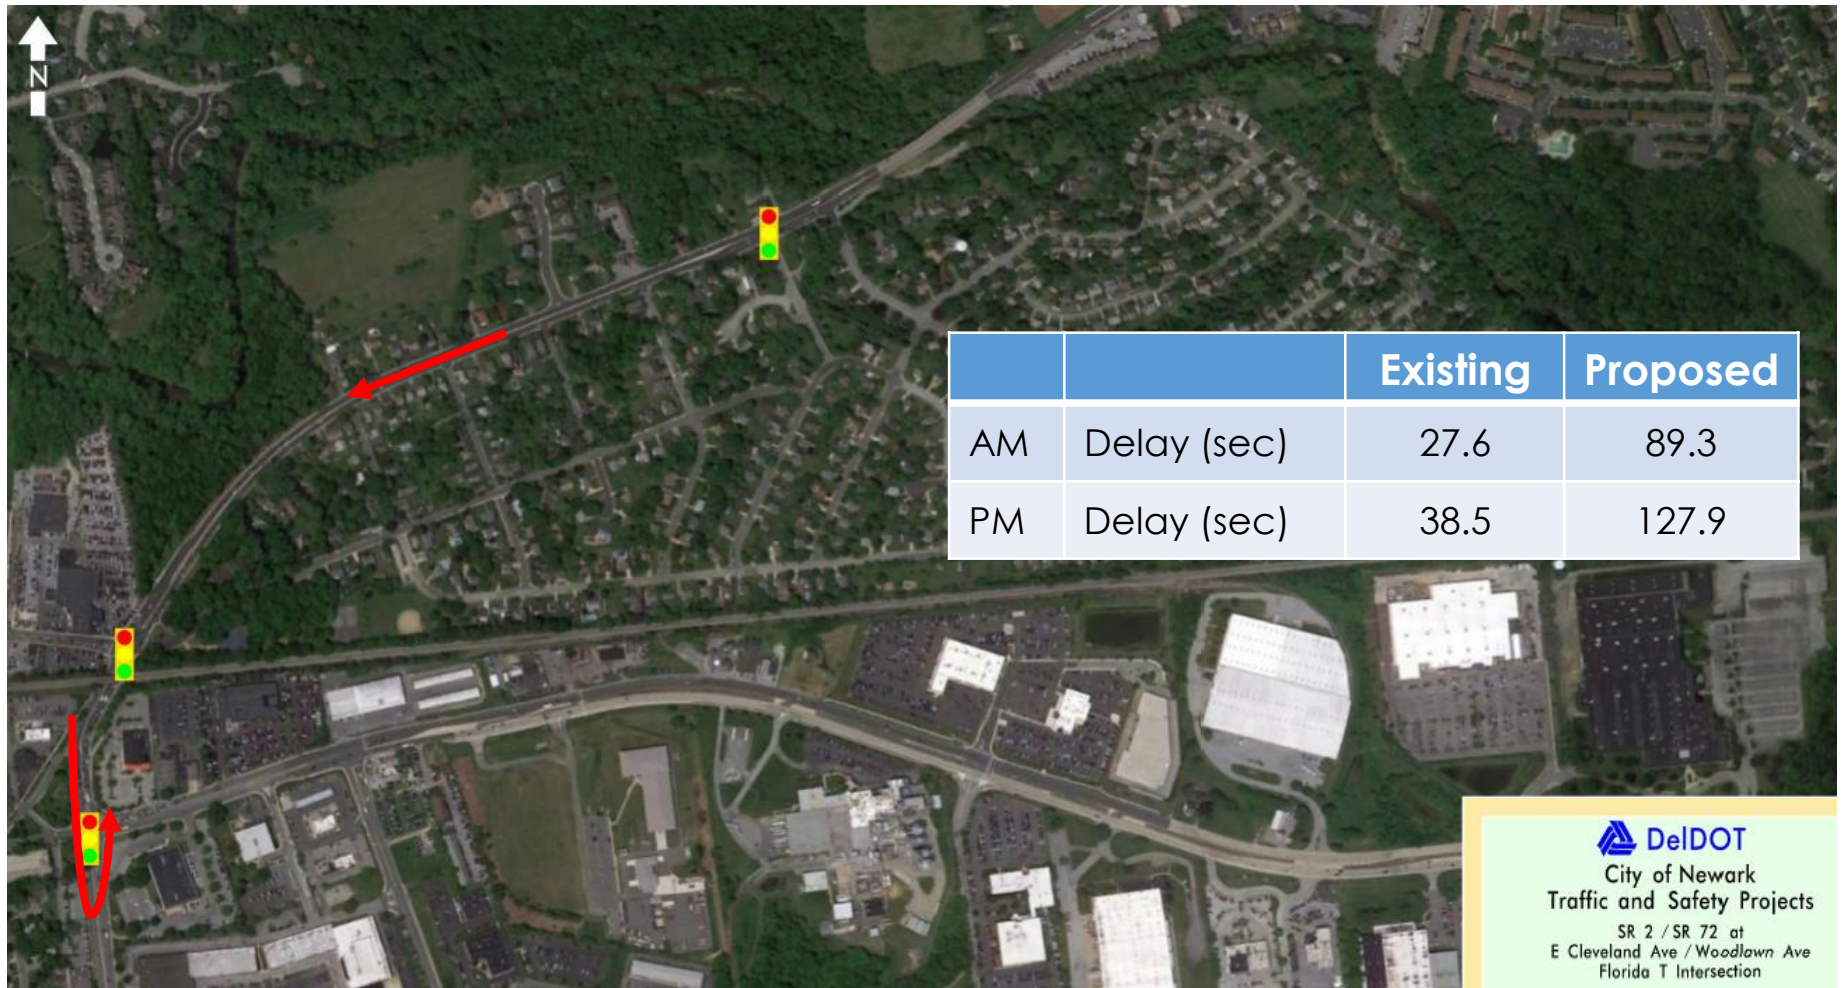 N
Existing Proposed
AM Delay (sec) 27.6 89.3
PM Delay (sec) 38.5 127.9
DelDOT
City of Newark
Traffic and Safety Projects
SR 2 / SR 72 at
E Cleveland Ave / Woodlawn Ave
Florida T Intersection